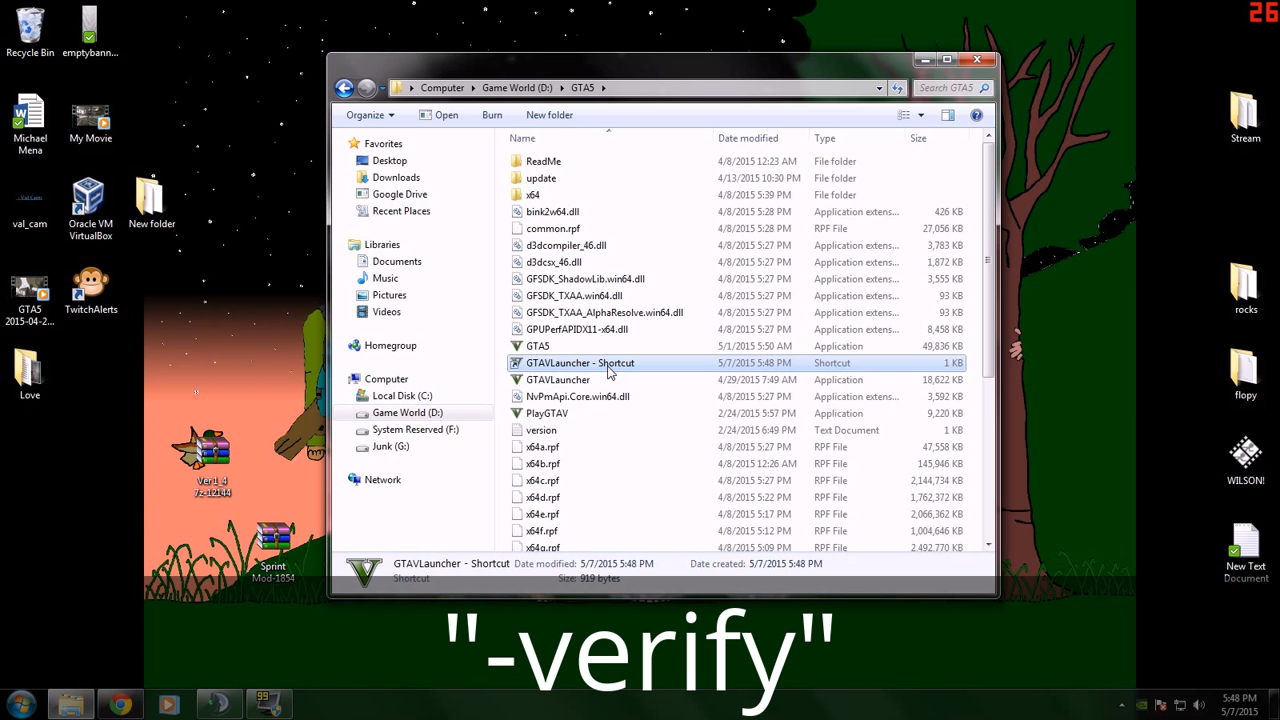 26
Recycle Bin
emptybann...
Michael
Mena
My Movie
val_cam
Oracle VM
VirtualBox
New folder
GTA5
2015-04-2...
TwitchAlerts
Love
Ver 1_4
7z-12144
Sprint
Mod-1854
Stream
rocks
flopy
WILSON!
New Text
Document
Computer
Game World (D:)
GTA5
Search GTA5
Organize
Open
Burn
New folder
Favorites
Desktop
Downloads
Google Drive
Recent Places
Libraries
Documents
Music
Pictures
Videos
Homegroup
Computer
Local Disk (C:)
Game World (D:)
System Reserved (F:)
Junk (G:)
Network
Name Date modified Type Size
ReadMe 4/8/2015 12:23 AM File folder
update 4/13/2015 10:30 PM File folder
x64 4/8/2015 5:39 PM File folder
bink2w64.dll 4/8/2015 5:28 PM Application extens... 426 KB
common.rpf 4/8/2015 5:28 PM RPF File 27,056 KB
d3dcompiler_46.dll 4/8/2015 5:28 PM Application extens... 3,783 KB
d3dcsx_46.dll 4/8/2015 5:27 PM Application extens... 1,872 KB
GFSDK_ShadowLib.win64.dll 4/8/2015 5:27 PM Application extens... 3,555 KB
GFSDK_TXAA.win64.dll 4/8/2015 5:27 PM Application extens... 93 KB
GFSDK_TXAA_AlphaResolve.win64.dll 4/8/2015 5:27 PM Application extens... 93 KB
GPUPerfAPIDX11-x64.dll 4/8/2015 5:27 PM Application extens... 8,458 KB
GTA5 5/1/2015 5:50 AM Application 49,836 KB
GTAVLauncher - Shortcut 5/7/2015 5:48 PM Shortcut 1 KB
GTAVLauncher 4/29/2015 7:49 AM Application 18,622 KB
NvPmApi.Core.win64.dll 4/8/2015 5:27 PM Application extens... 3,592 KB
PlayGTAV 2/24/2015 5:57 PM Application 9,220 KB
version 2/24/2015 6:49 PM Text Document 1 KB
x64a.rpf 4/8/2015 5:27 PM RPF File 47,558 KB
x64b.rpf 4/8/2015 12:26 AM RPF File 145,946 KB
x64c.rpf 4/8/2015 5:27 PM RPF File 2,144,734 KB
x64d.rpf 4/8/2015 5:22 PM RPF File 1,762,372 KB
x64e.rpf 4/8/2015 5:17 PM RPF File 2,066,362 KB
x64f.rpf 4/8/2015 5:12 PM RPF File 1,004,646 KB
x64g.rpf 4/8/2015 5:09 PM RPF File 2,492,770 KB
GTAVLauncher - Shortcut Date modified: 5/7/2015 5:48 PM Date created: 5/7/2015 5:48 PM
Shortcut Size: 919 bytes
"-verify"
99
5:48 PM
5/7/2015